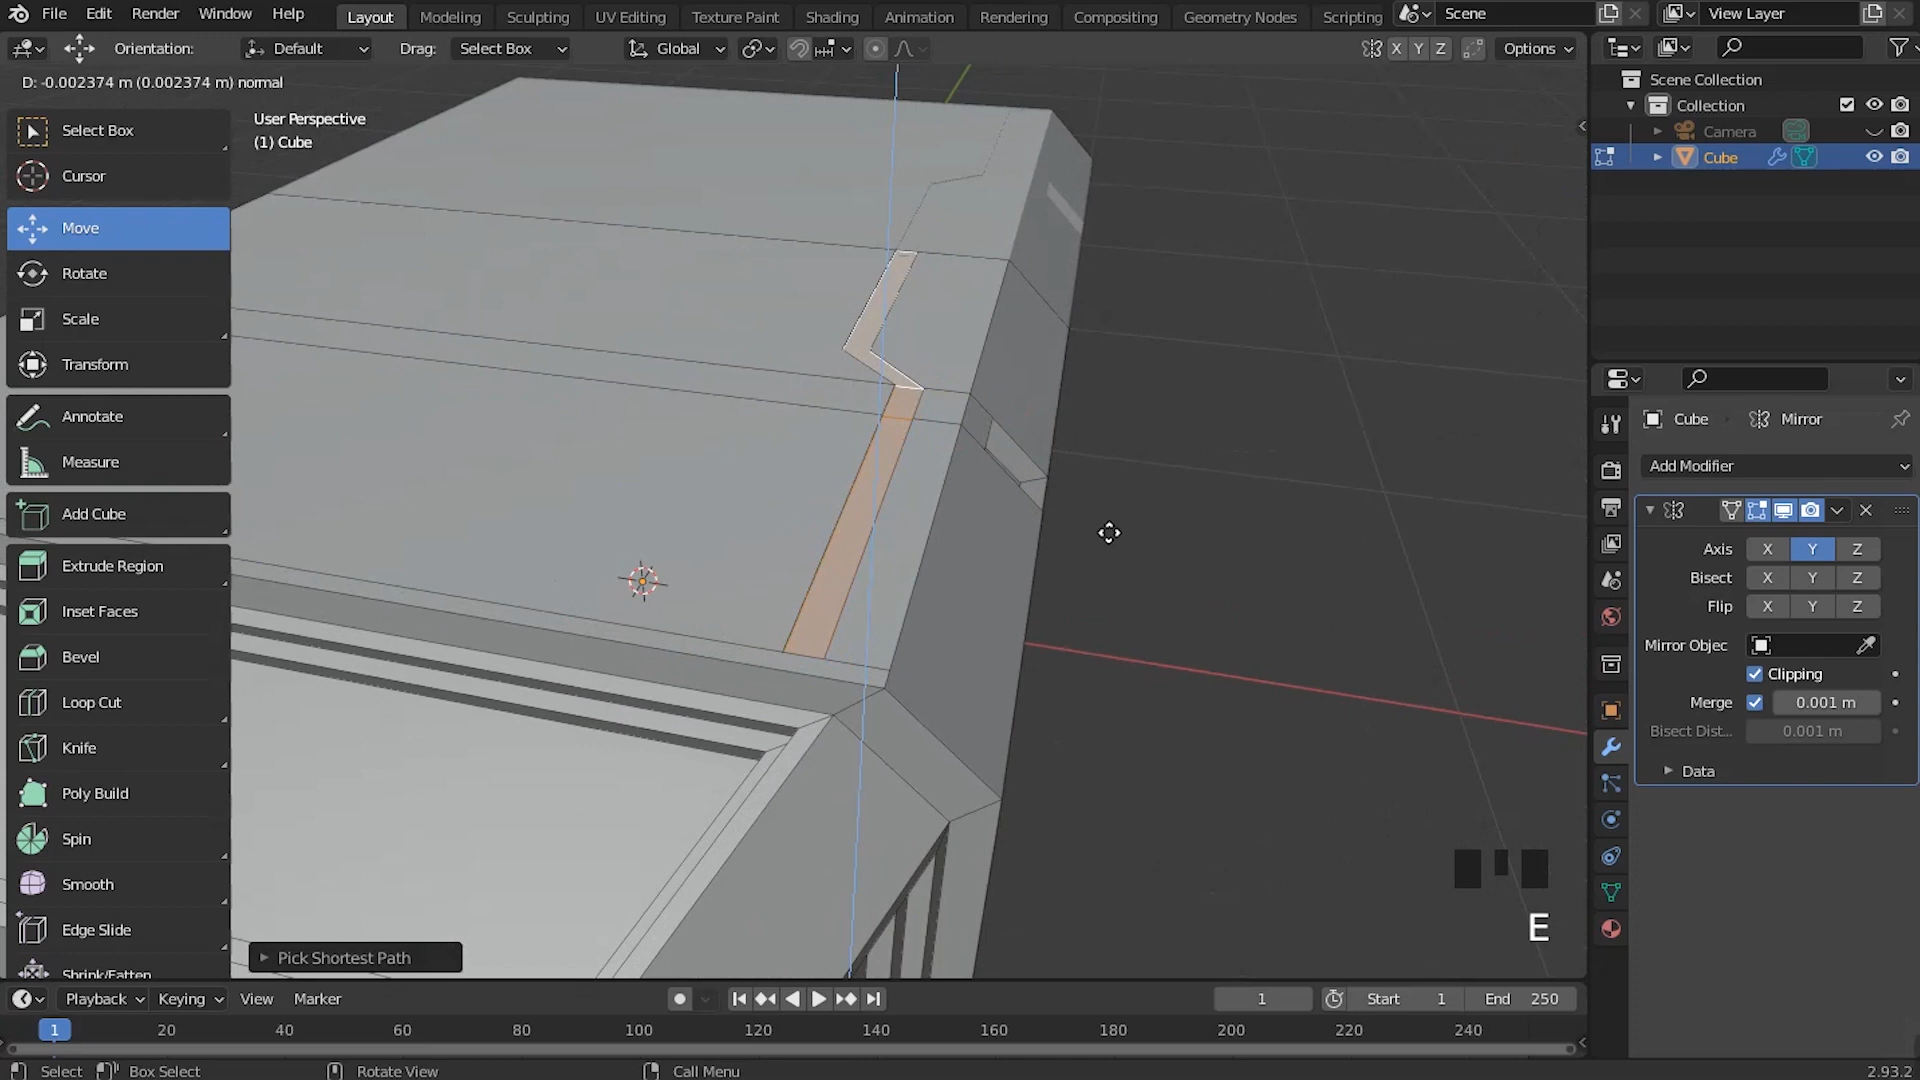 File Edit Render Window Help Layout Modeling Sculpting UV Editing Texture Paint Shading Animation Rendering Compositing Geometry Nodes Scripting Scene View Layer
Orientation: Default Drag: Select Box Global X Y Z Options
D: -0.002374 m (0.002374 m) normal
User Perspective
(1) Cube
Select Box
Cursor
Move
Rotate
Scale
Transform
Annotate
Measure
Add Cube
Extrude Region
Inset Faces
Bevel
Loop Cut
Knife
Poly Build
Spin
Smooth
Edge Slide
Shrink/Fatten
Pick Shortest Path
E
Scene Collection
Collection
Camera
Cube
Cube Mirror
Add Modifier
Axis X Y Z
Bisect X Y Z
Flip X Y Z
Mirror Objec
Clipping
Merge 0.001 m
Bisect Dist... 0.001 m
Data
Playback Keying View Marker 1 Start 1 End 250
1 20 40 60 80 100 120 140 160 180 200 220 240
Select Box Select Rotate View Call Menu 2.93.2